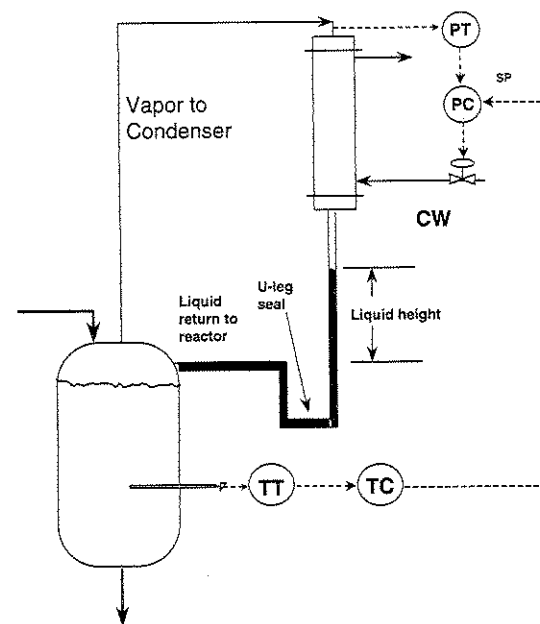 PT
SP
PC
Vapor to
Condenser
CW
U-leg
seal
Liquid
return to
reactor
Liquid height
TT
TC